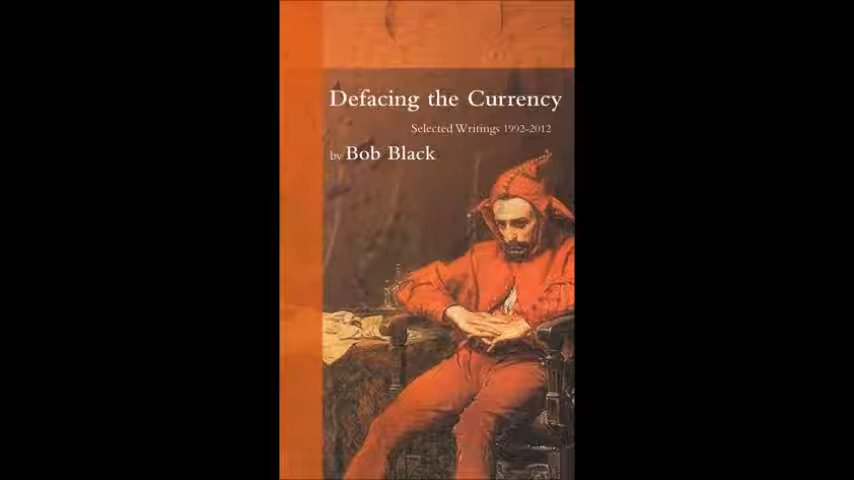 Defacing the Currency
Selected Writings 1992-2012
by Bob Black